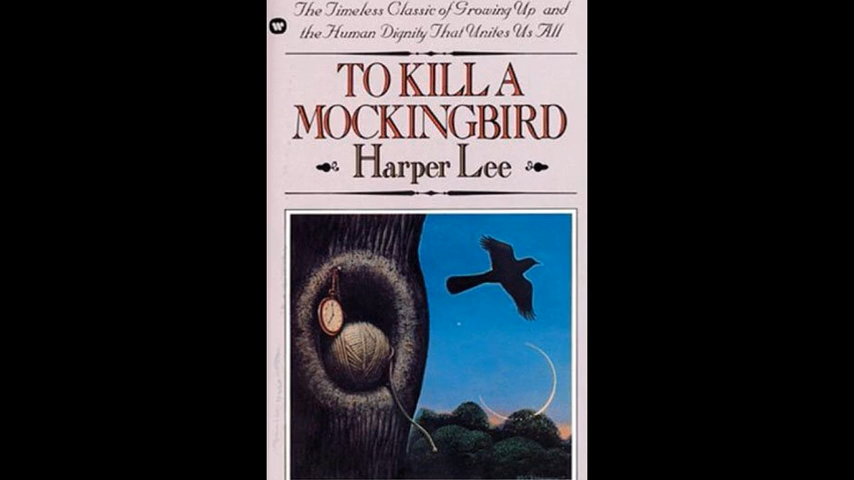 The Timeless Classic of Growing Up and
the Human Dignity That Unites Us All
TO KILL A
MOCKINGBIRD
Harper Lee